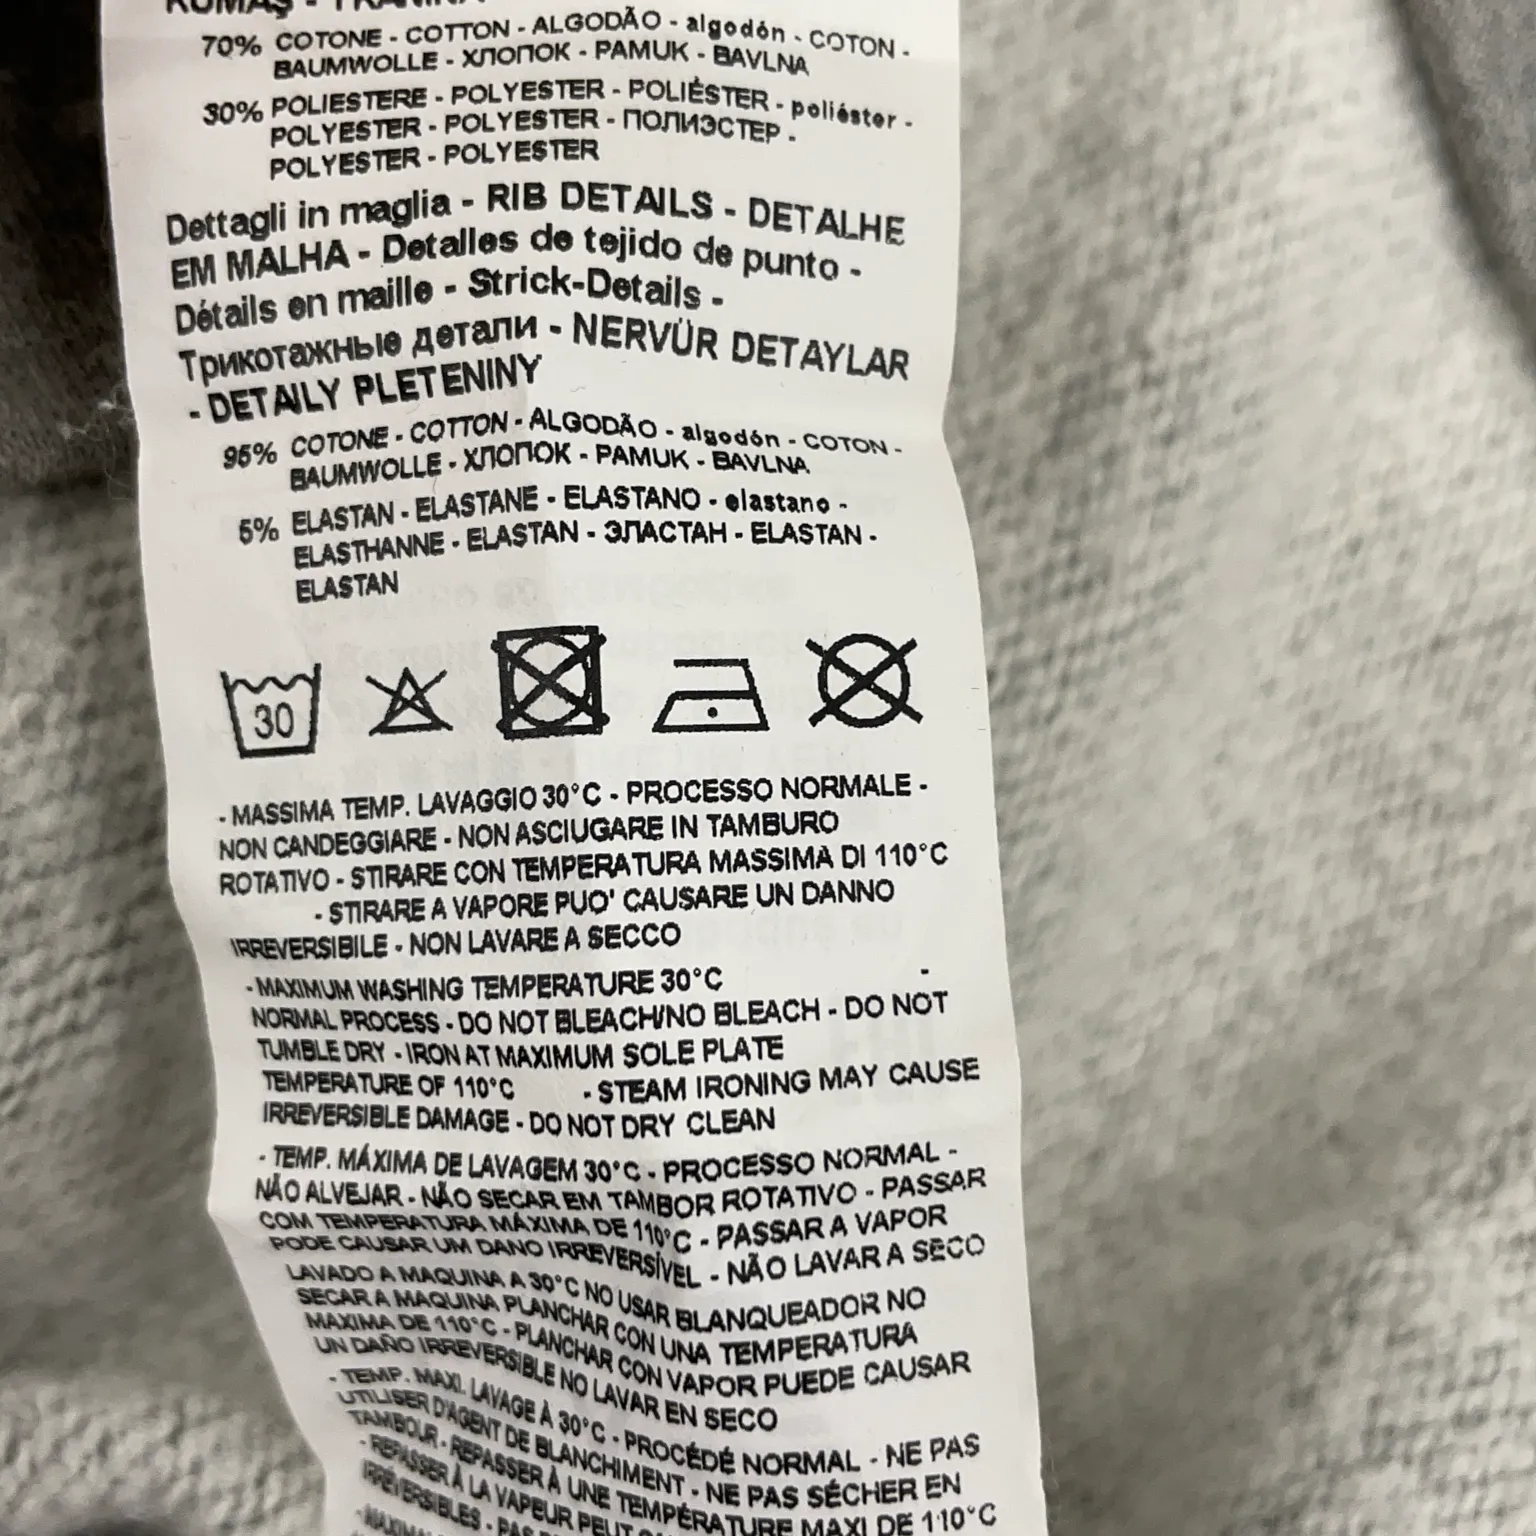 KUMAŞ - TKANINA
70% COTONE - COTTON - ALGODÃO - algodón - COTON -
BAUMWOLLE - ХЛОПОК - PAMUK - BAVLNA
30% POLIESTERE - POLYESTER - POLIÉSTER - poliéster -
POLYESTER - POLYESTER - ПОЛИЭСТЕР -
POLYESTER - POLYESTER
Dettagli in maglia - RIB DETAILS - DETALHE
EM MALHA - Detalles de tejido de punto -
Détails en maille - Strick-Details -
Трикотажные детали - NERVÜR DETAYLAR
- DETAILY PLETENINY
95% COTONE - COTTON - ALGODÃO - algodón - COTON -
BAUMWOLLE - ХЛОПОК - PAMUK - BAVLNA
5% ELASTAN - ELASTANE - ELASTANO - elastano -
ELASTHANNE - ELASTAN - ЭЛАСТАН - ELASTAN -
ELASTAN
30
- MASSIMA TEMP. LAVAGGIO 30°C - PROCESSO NORMALE -
NON CANDEGGIARE - NON ASCIUGARE IN TAMBURO
ROTATIVO - STIRARE CON TEMPERATURA MASSIMA DI 110°C
- STIRARE A VAPORE PUO' CAUSARE UN DANNO
IRREVERSIBILE - NON LAVARE A SECCO
- MAXIMUM WASHING TEMPERATURE 30°C -
NORMAL PROCESS - DO NOT BLEACH/NO BLEACH - DO NOT
TUMBLE DRY - IRON AT MAXIMUM SOLE PLATE
TEMPERATURE OF 110°C - STEAM IRONING MAY CAUSE
IRREVERSIBLE DAMAGE - DO NOT DRY CLEAN
- TEMP. MÁXIMA DE LAVAGEM 30°C - PROCESSO NORMAL -
NÃO ALVEJAR - NÃO SECAR EM TAMBOR ROTATIVO - PASSAR
COM TEMPERATURA MÁXIMA DE 110°C - PASSAR A VAPOR
PODE CAUSAR UM DANO IRREVERSÍVEL - NÃO LAVAR A SECO
LAVADO A MAQUINA A 30°C NO USAR BLANQUEADOR NO
SECAR A MAQUINA PLANCHAR CON UNA TEMPERATURA
MAXIMA DE 110°C - PLANCHAR CON VAPOR PUEDE CAUSAR
UN DAÑO IRREVERSIBLE NO LAVAR EN SECO
- TEMP. MAXI. LAVAGE À 30°C - PROCÉDÉ NORMAL - NE PAS
UTILISER D'AGENT DE BLANCHIMENT - NE PAS SÉCHER EN
TAMBOUR - REPASSER À UNE TEMPÉRATURE MAXI DE 110°C
- REPASSER À LA VAPEUR PEUT
IRRÉVERSIBLES - PAS